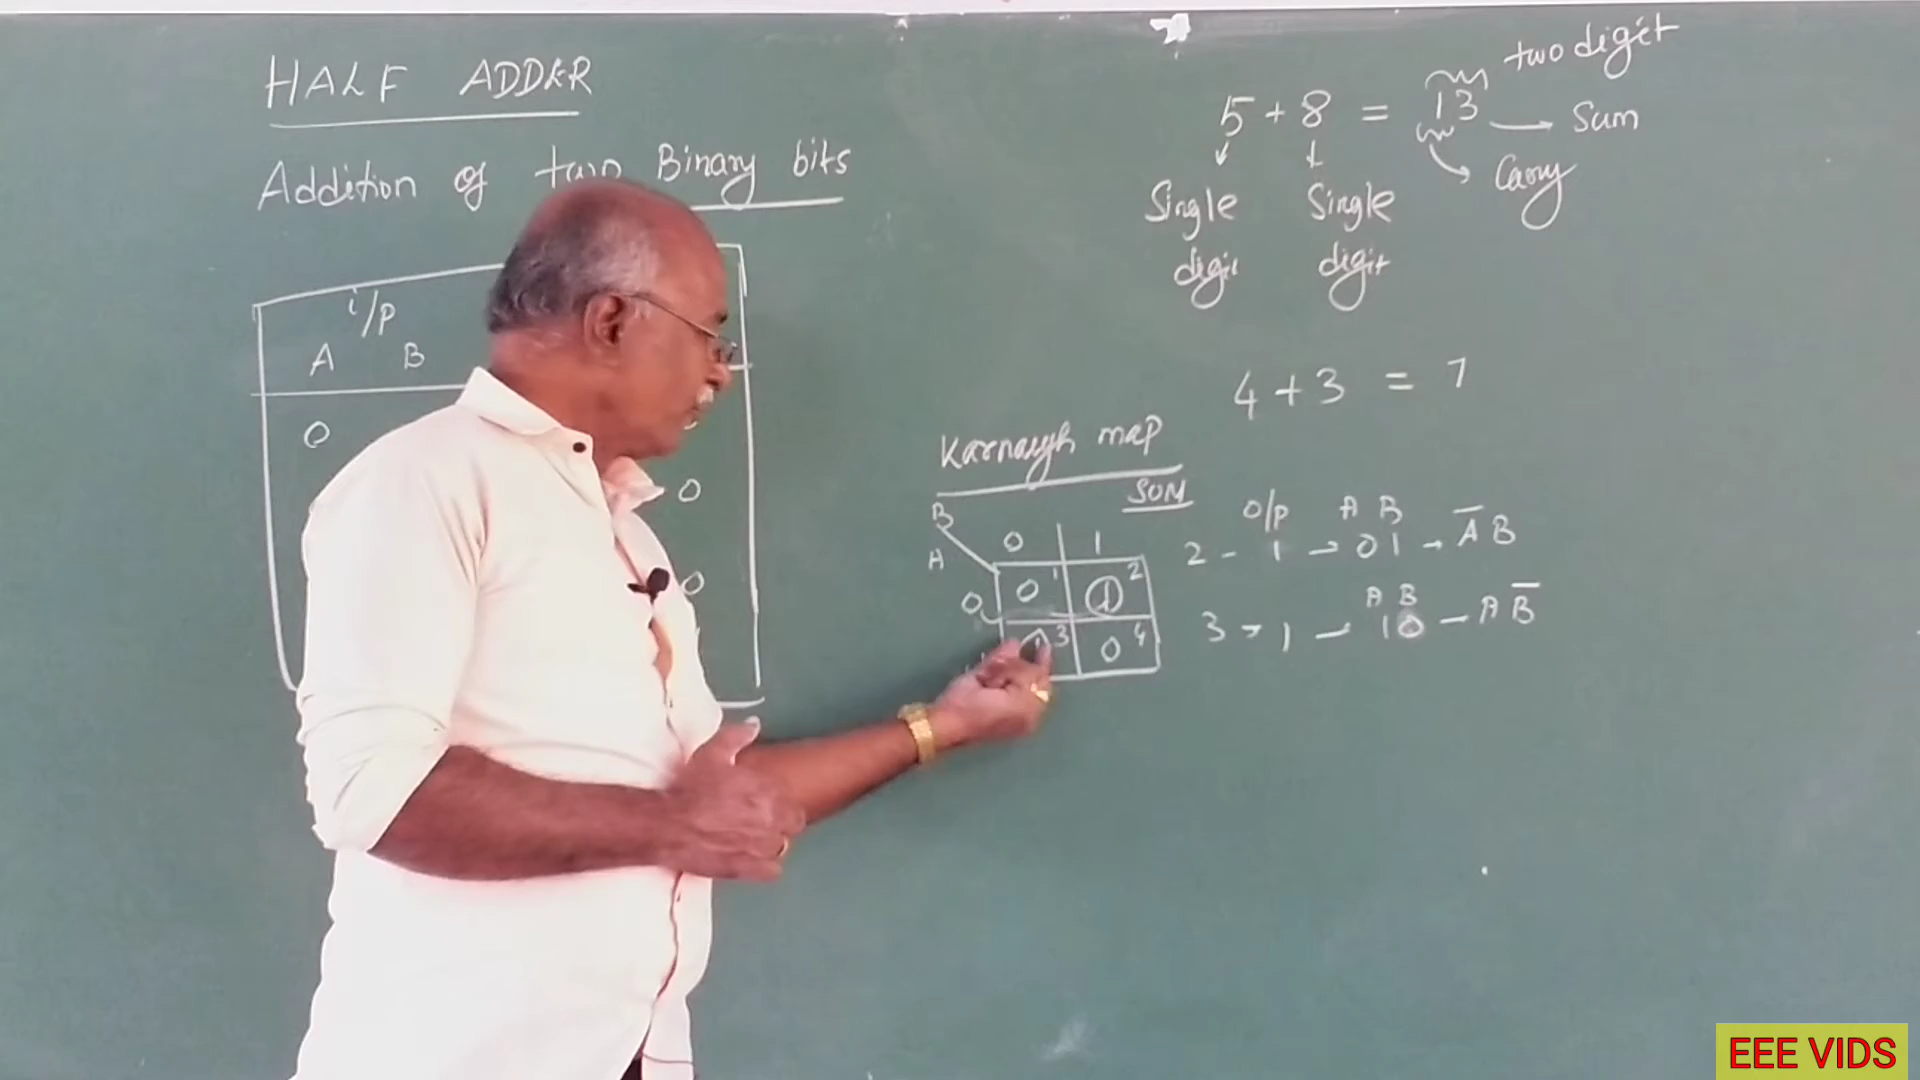 HALF ADDER
Addition of two Binary bits
i/p
A B
0
0
0
two digit
5 + 8 = 13
Sum
Carry
Single Single
digit digit
4 + 3 = 7
Karnaugh map
SUM
B
A
0 1
0 0 1 1 2
1 3 0 4
O/P A B
2 - 1 → 0 1 → A̅ B
A B
3 → 1 — 1 0 — A B̅
EEE VIDS